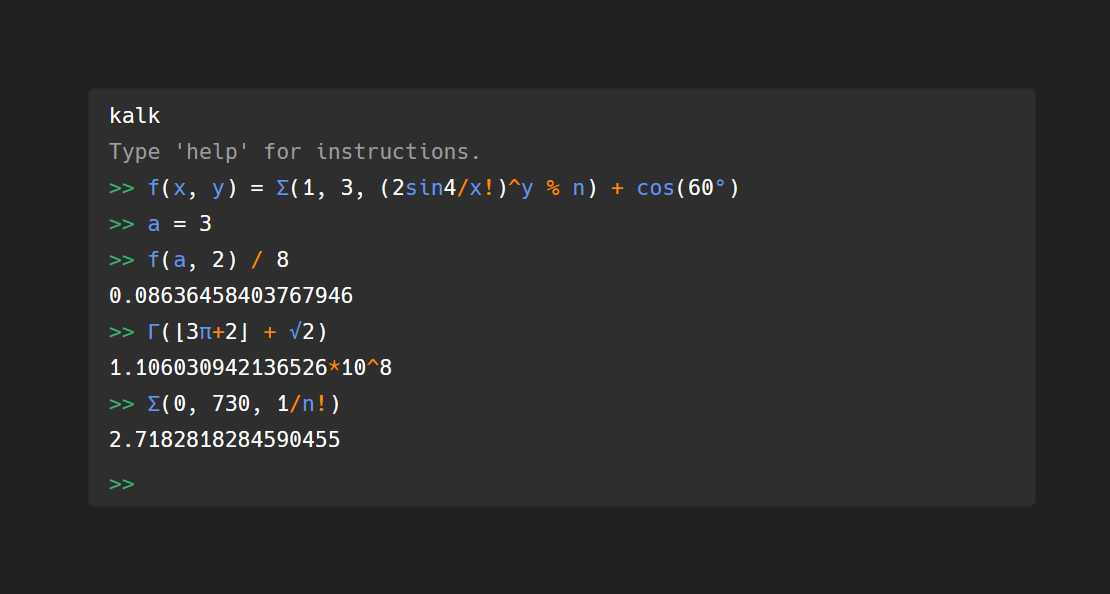 kalk
Type 'help' for instructions.
>> f(x, y) = Σ(1, 3, (2sin4/x!)^y % n) + cos(60°)
>> a = 3
>> f(a, 2) / 8
0.08636458403767946
>> Γ(⌊3π+2⌋ + √2)
1.106030942136526*10^8
>> Σ(0, 730, 1/n!)
2.7182818284590455
>>